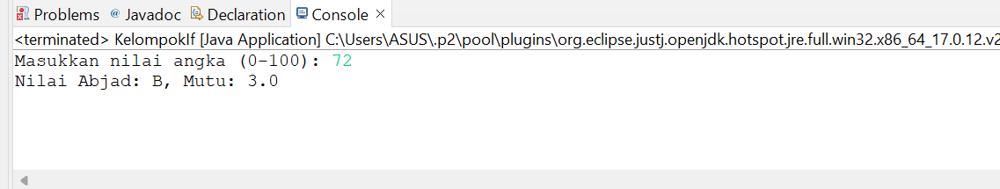 Problems @ Javadoc Declaration Console ×
<terminated> KelompokIf [Java Application] C:\Users\ASUS\.p2\pool\plugins\org.eclipse.justj.openjdk.hotspot.jre.full.win32.x86_64_17.0.12.v2
Masukkan nilai angka (0-100): 72
Nilai Abjad: B, Mutu: 3.0